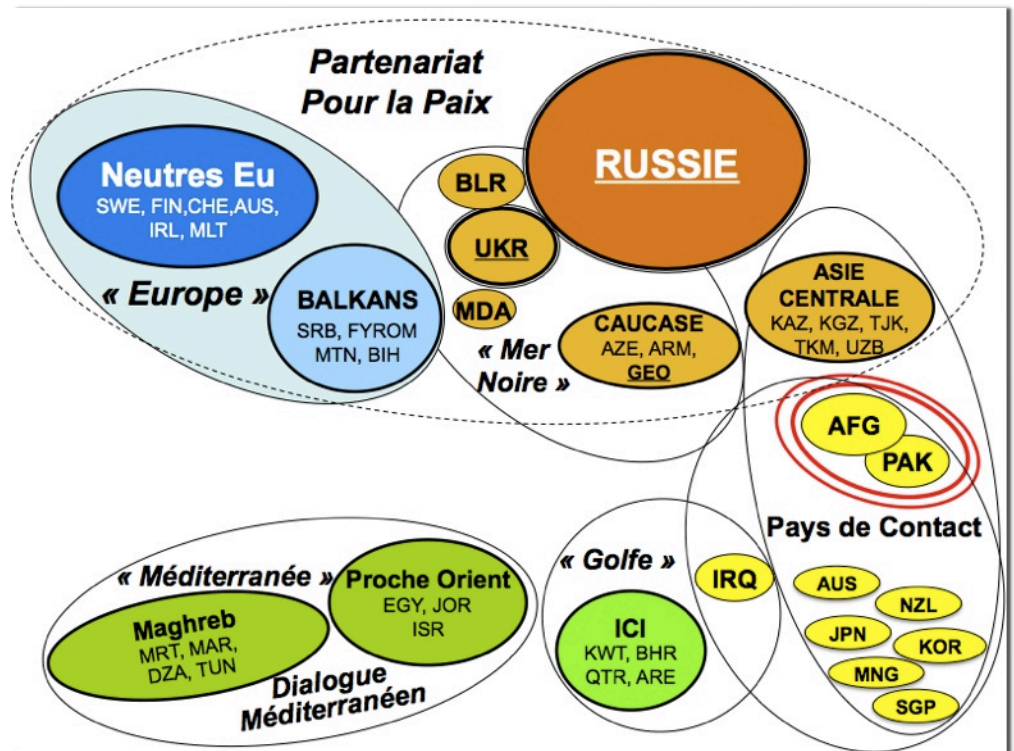 Partenariat
Pour la Paix
RUSSIE
Neutres Eu
SWE, FIN,CHE,AUS,
IRL, MLT
« Europe »
BALKANS
SRB, FYROM
MTN, BIH
BLR
UKR
MDA
« Mer
Noire »
CAUCASE
AZE, ARM,
GEO
ASIE
CENTRALE
KAZ, KGZ, TJK,
TKM, UZB
AFG
PAK
Pays de Contact
AUS
NZL
JPN
KOR
MNG
SGP
« Méditerranée »
Maghreb
MRT, MAR,
DZA, TUN
Proche Orient
EGY, JOR
ISR
Dialogue
Méditerranéen
« Golfe »
IRQ
ICI
KWT, BHR
QTR, ARE